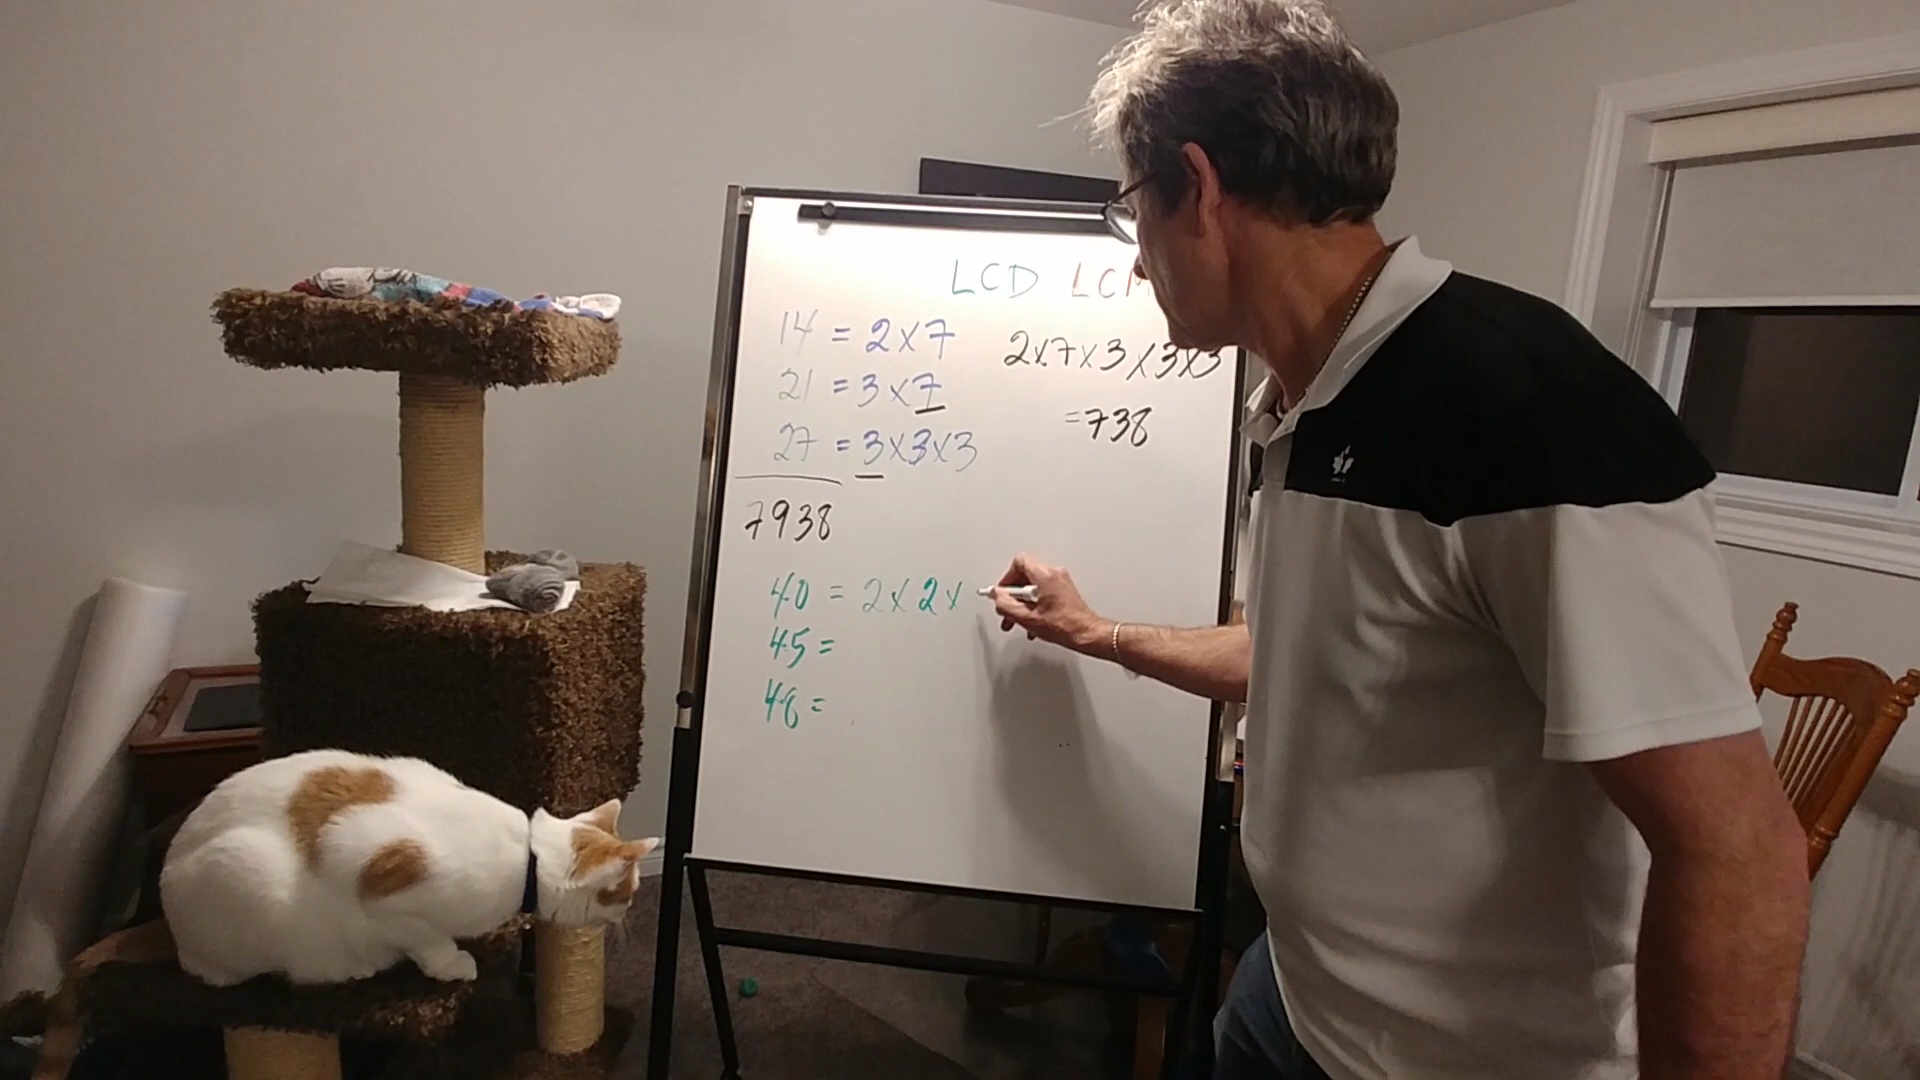 LCD LCM
14 = 2x7
2x7x3x3x3
21 = 3x7
=738
27 = 3x3x3
7938
40 = 2x2x
45 =
48 =